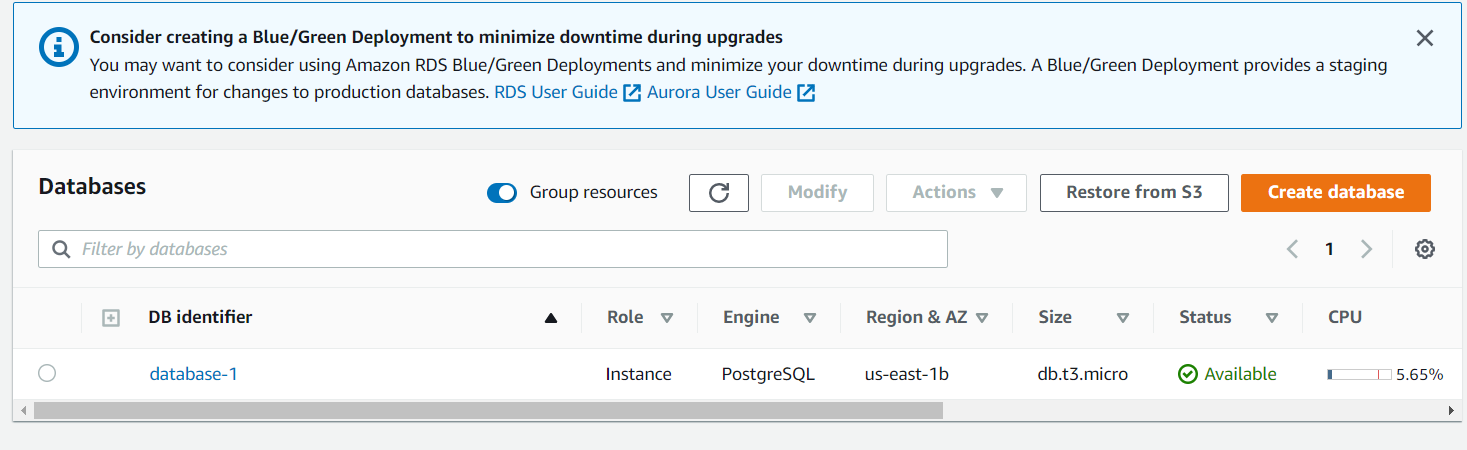 Consider creating a Blue/Green Deployment to minimize downtime during upgrades
You may want to consider using Amazon RDS Blue/Green Deployments and minimize your downtime during upgrades. A Blue/Green Deployment provides a staging
environment for changes to production databases. RDS User Guide Aurora User Guide
Databases Group resources Modify Actions Restore from S3 Create database
Filter by databases 1
DB identifier Role Engine Region & AZ Size Status CPU
database-1 Instance PostgreSQL us-east-1b db.t3.micro Available 5.65%